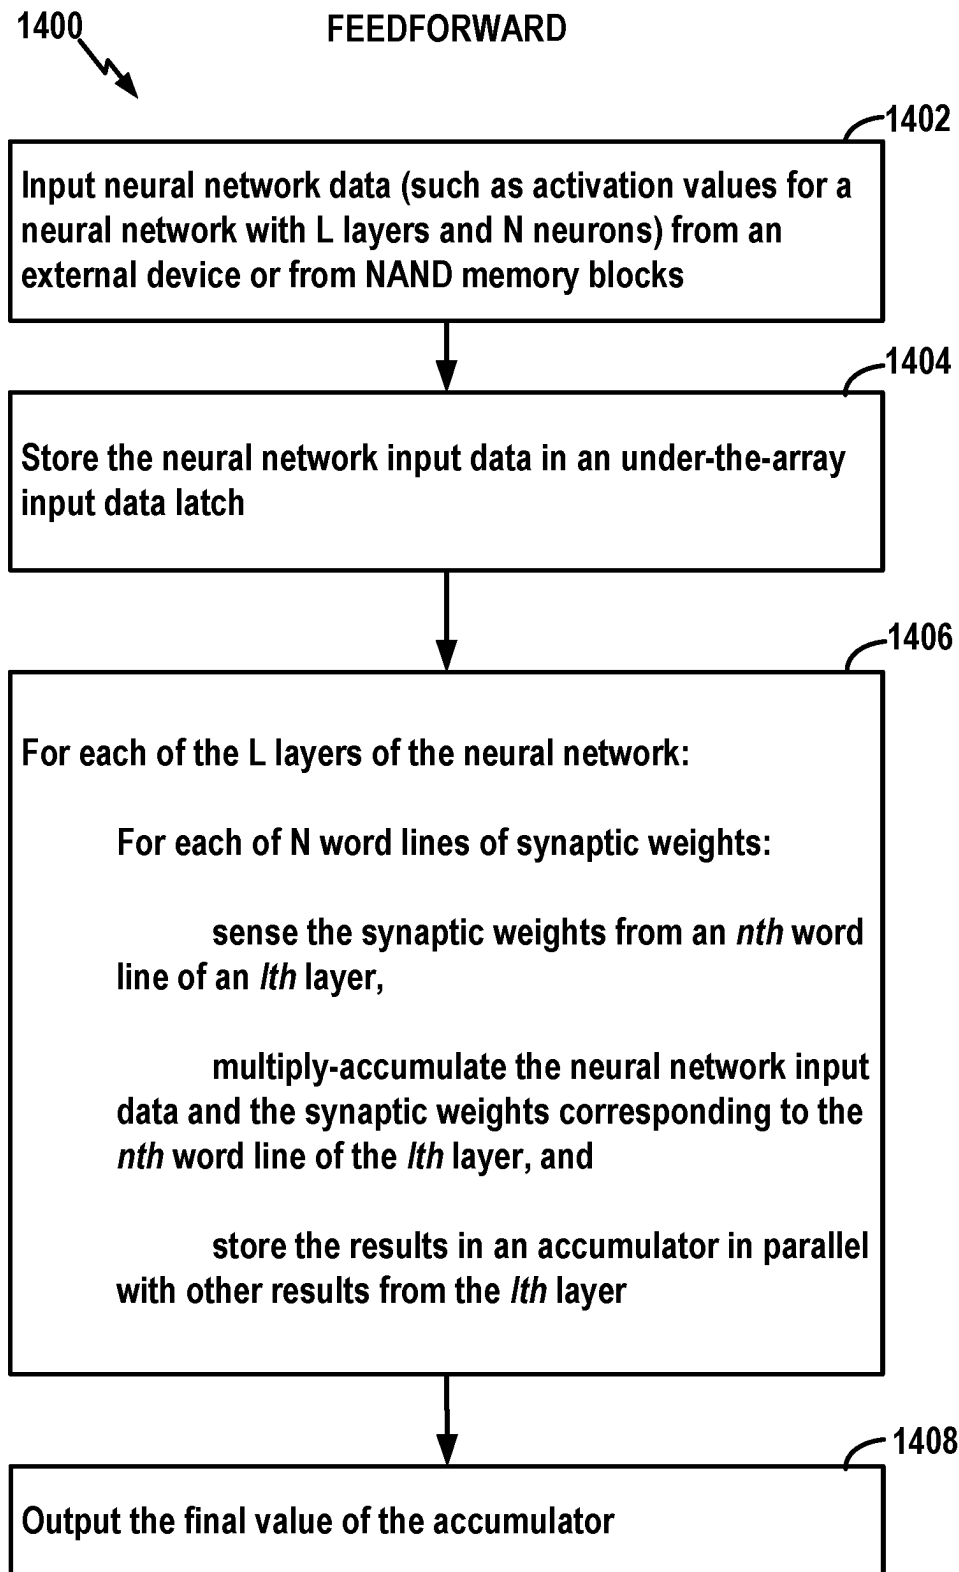 1400
FEEDFORWARD
1402
Input neural network data (such as activation values for a
neural network with L layers and N neurons) from an
external device or from NAND memory blocks
1404
Store the neural network input data in an under-the-array
input data latch
1406
For each of the L layers of the neural network:
For each of N word lines of synaptic weights:
sense the synaptic weights from an nth word
line of an lth layer,
multiply-accumulate the neural network input
data and the synaptic weights corresponding to the
nth word line of the lth layer, and
store the results in an accumulator in parallel
with other results from the lth layer
1408
Output the final value of the accumulator